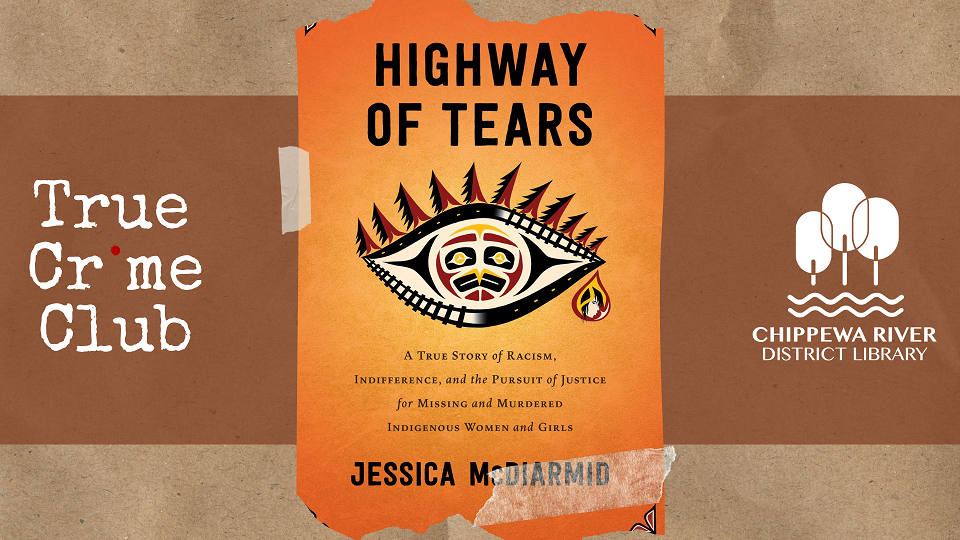 True
Crime
Club
HIGHWAY
OF TEARS
A True Story of Racism,
Indifference, and the Pursuit of Justice
for Missing and Murdered
Indigenous Women and Girls
JESSICA McDIARMID
CHIPPEWA RIVER
DISTRICT LIBRARY